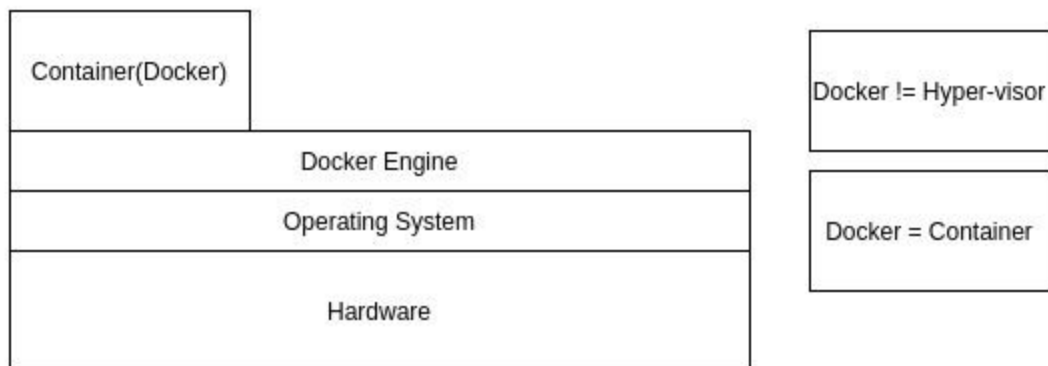 Container(Docker)
Docker Engine
Operating System
Hardware
Docker != Hyper-visor
Docker = Container